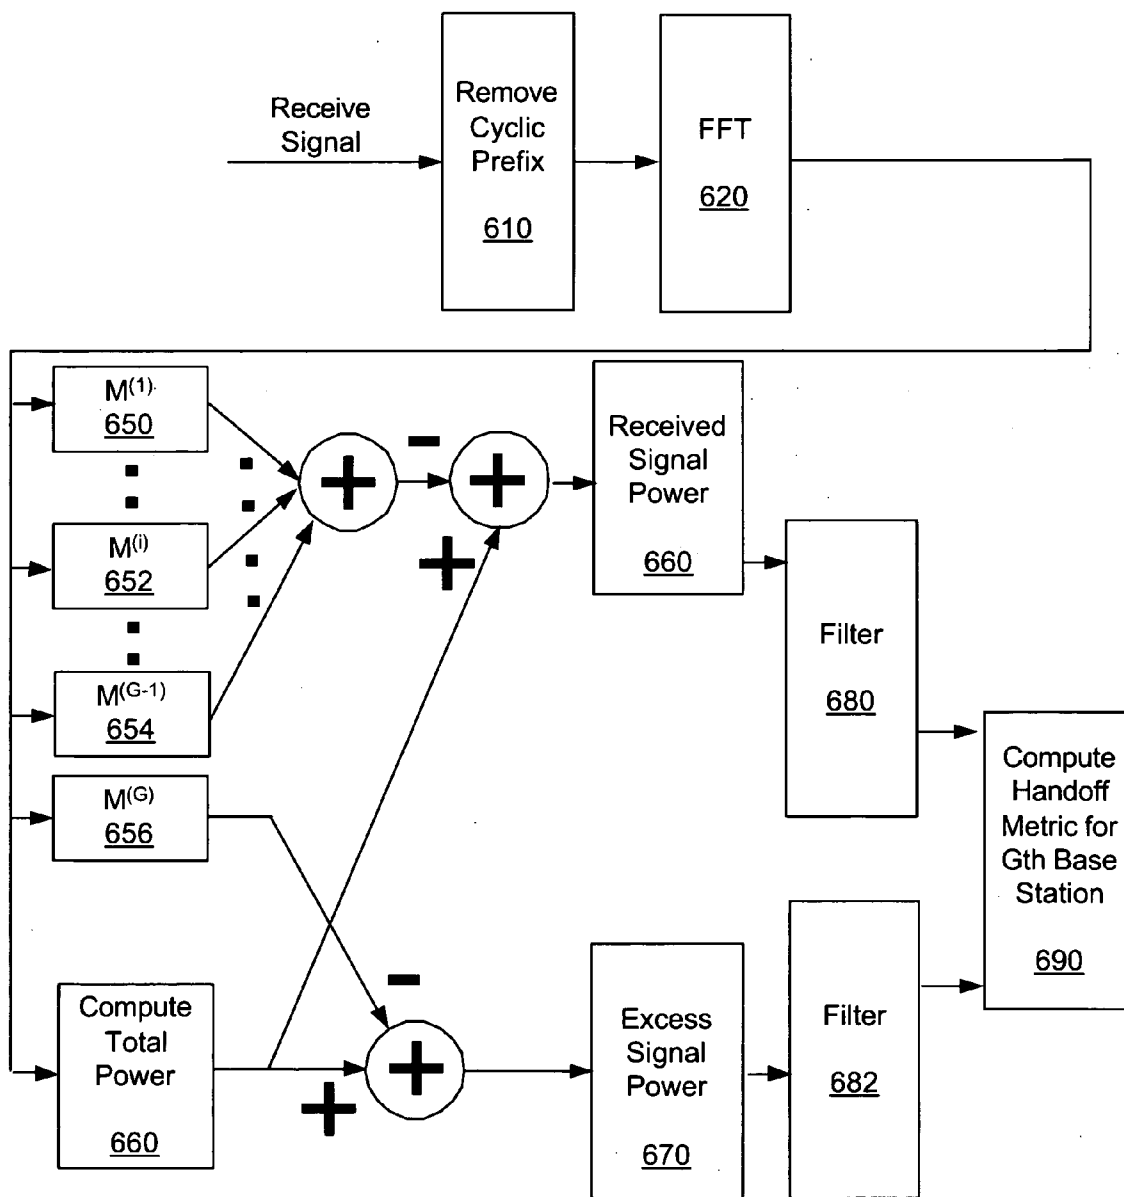 Receive
Signal
Remove
Cyclic
Prefix
610
FFT
620
M(1).
650
M(i)
652
M(G-1)
654
M(G)
656
Compute
Total
Power
660
+
−
+
+
Received
Signal
Power
660
Filter
680
−
+
+
Excess
Signal
Power
670
Filter
682
Compute
Handoff
Metric for
Gth Base
Station
690